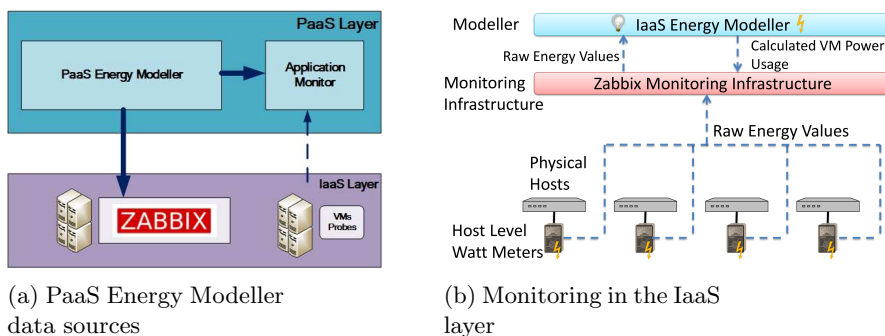 PaaS Layer
PaaS Energy Modeller
Application
Monitor
IaaS Layer
ZABBIX
VMs
Probes
(a) PaaS Energy Modeller
data sources
Modeller
IaaS Energy Modeller
Raw Energy Values
Calculated VM Power
Usage
Monitoring
Infrastructure
Zabbix Monitoring Infrastructure
Raw Energy Values
Physical
Hosts
Host Level
Watt Meters
(b) Monitoring in the IaaS
layer